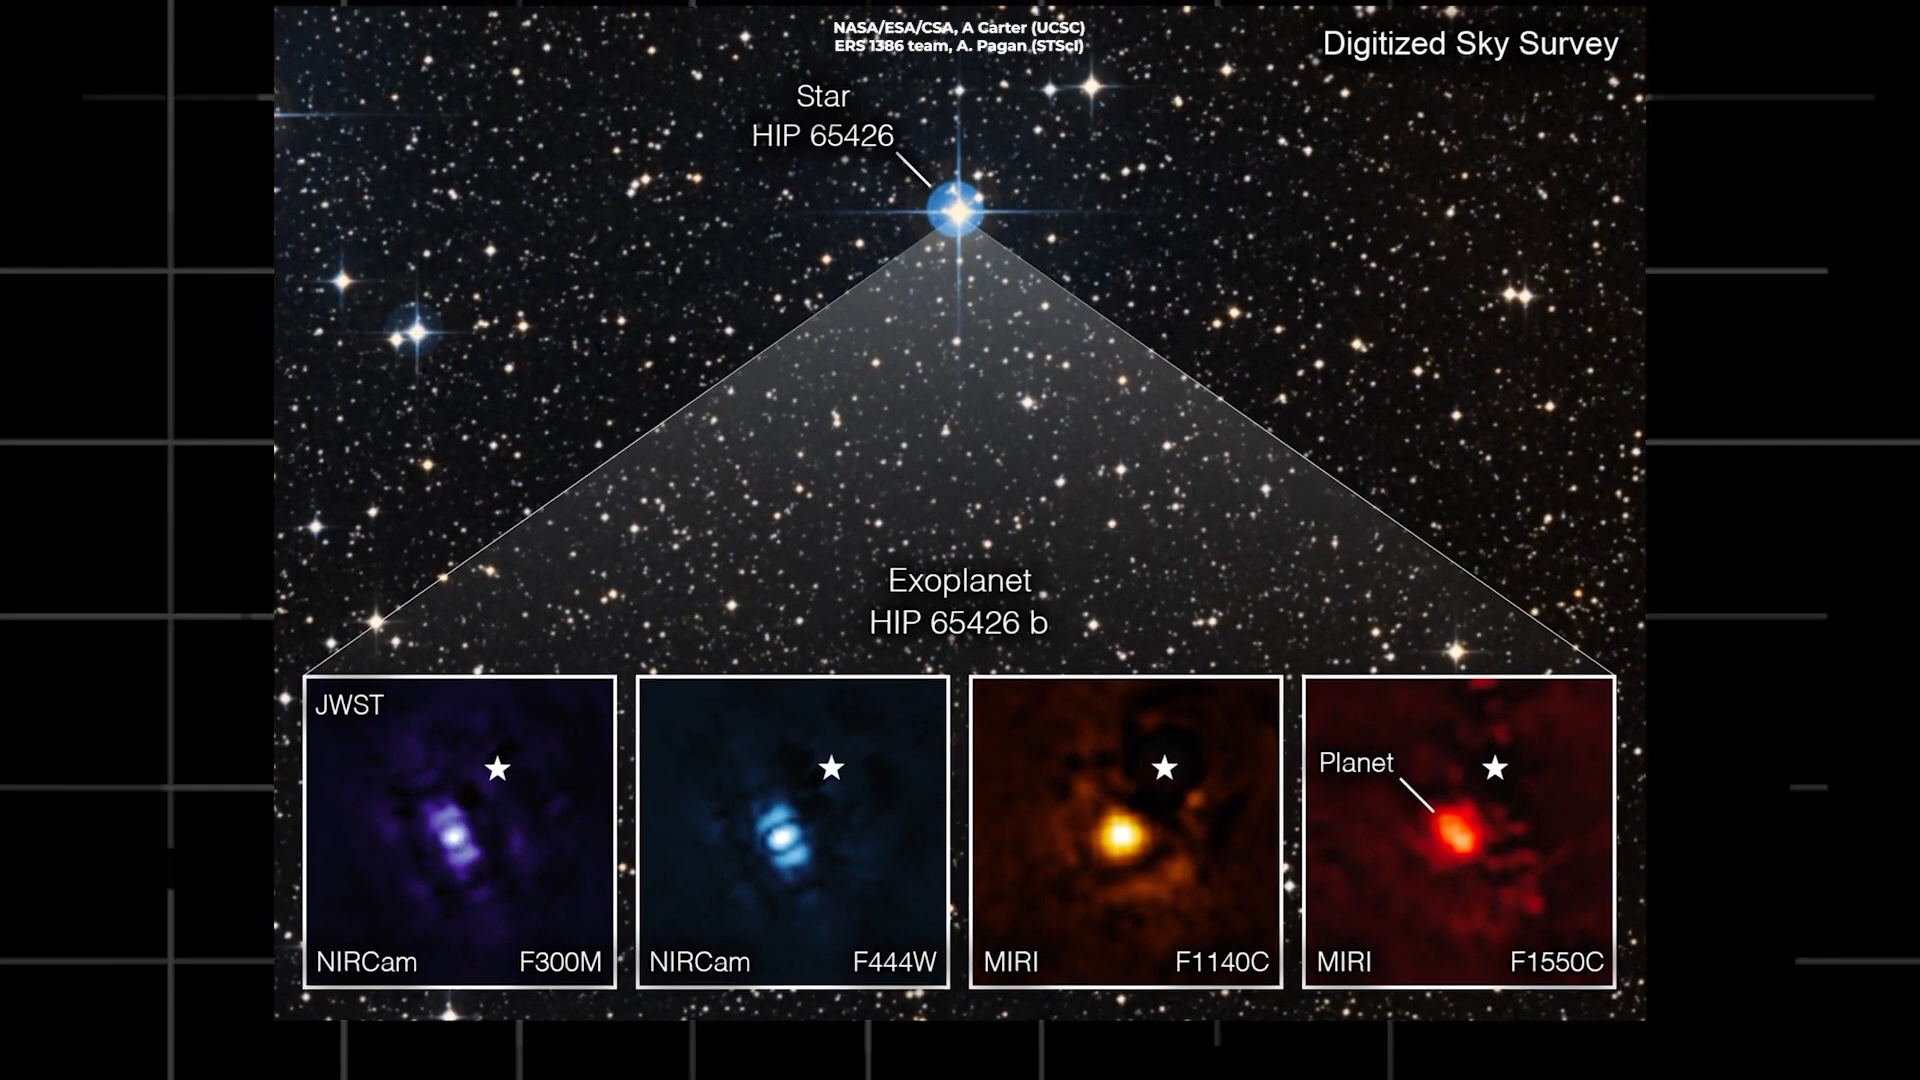 NASA/ESA/CSA, A Carter (UCSC)
ERS 1386 team, A. Pagan (STScI)
Digitized Sky Survey
Star
HIP 65426
Exoplanet
HIP 65426 b
JWST
NIRCam F300M
NIRCam F444W
MIRI F1140C
Planet
MIRI F1550C